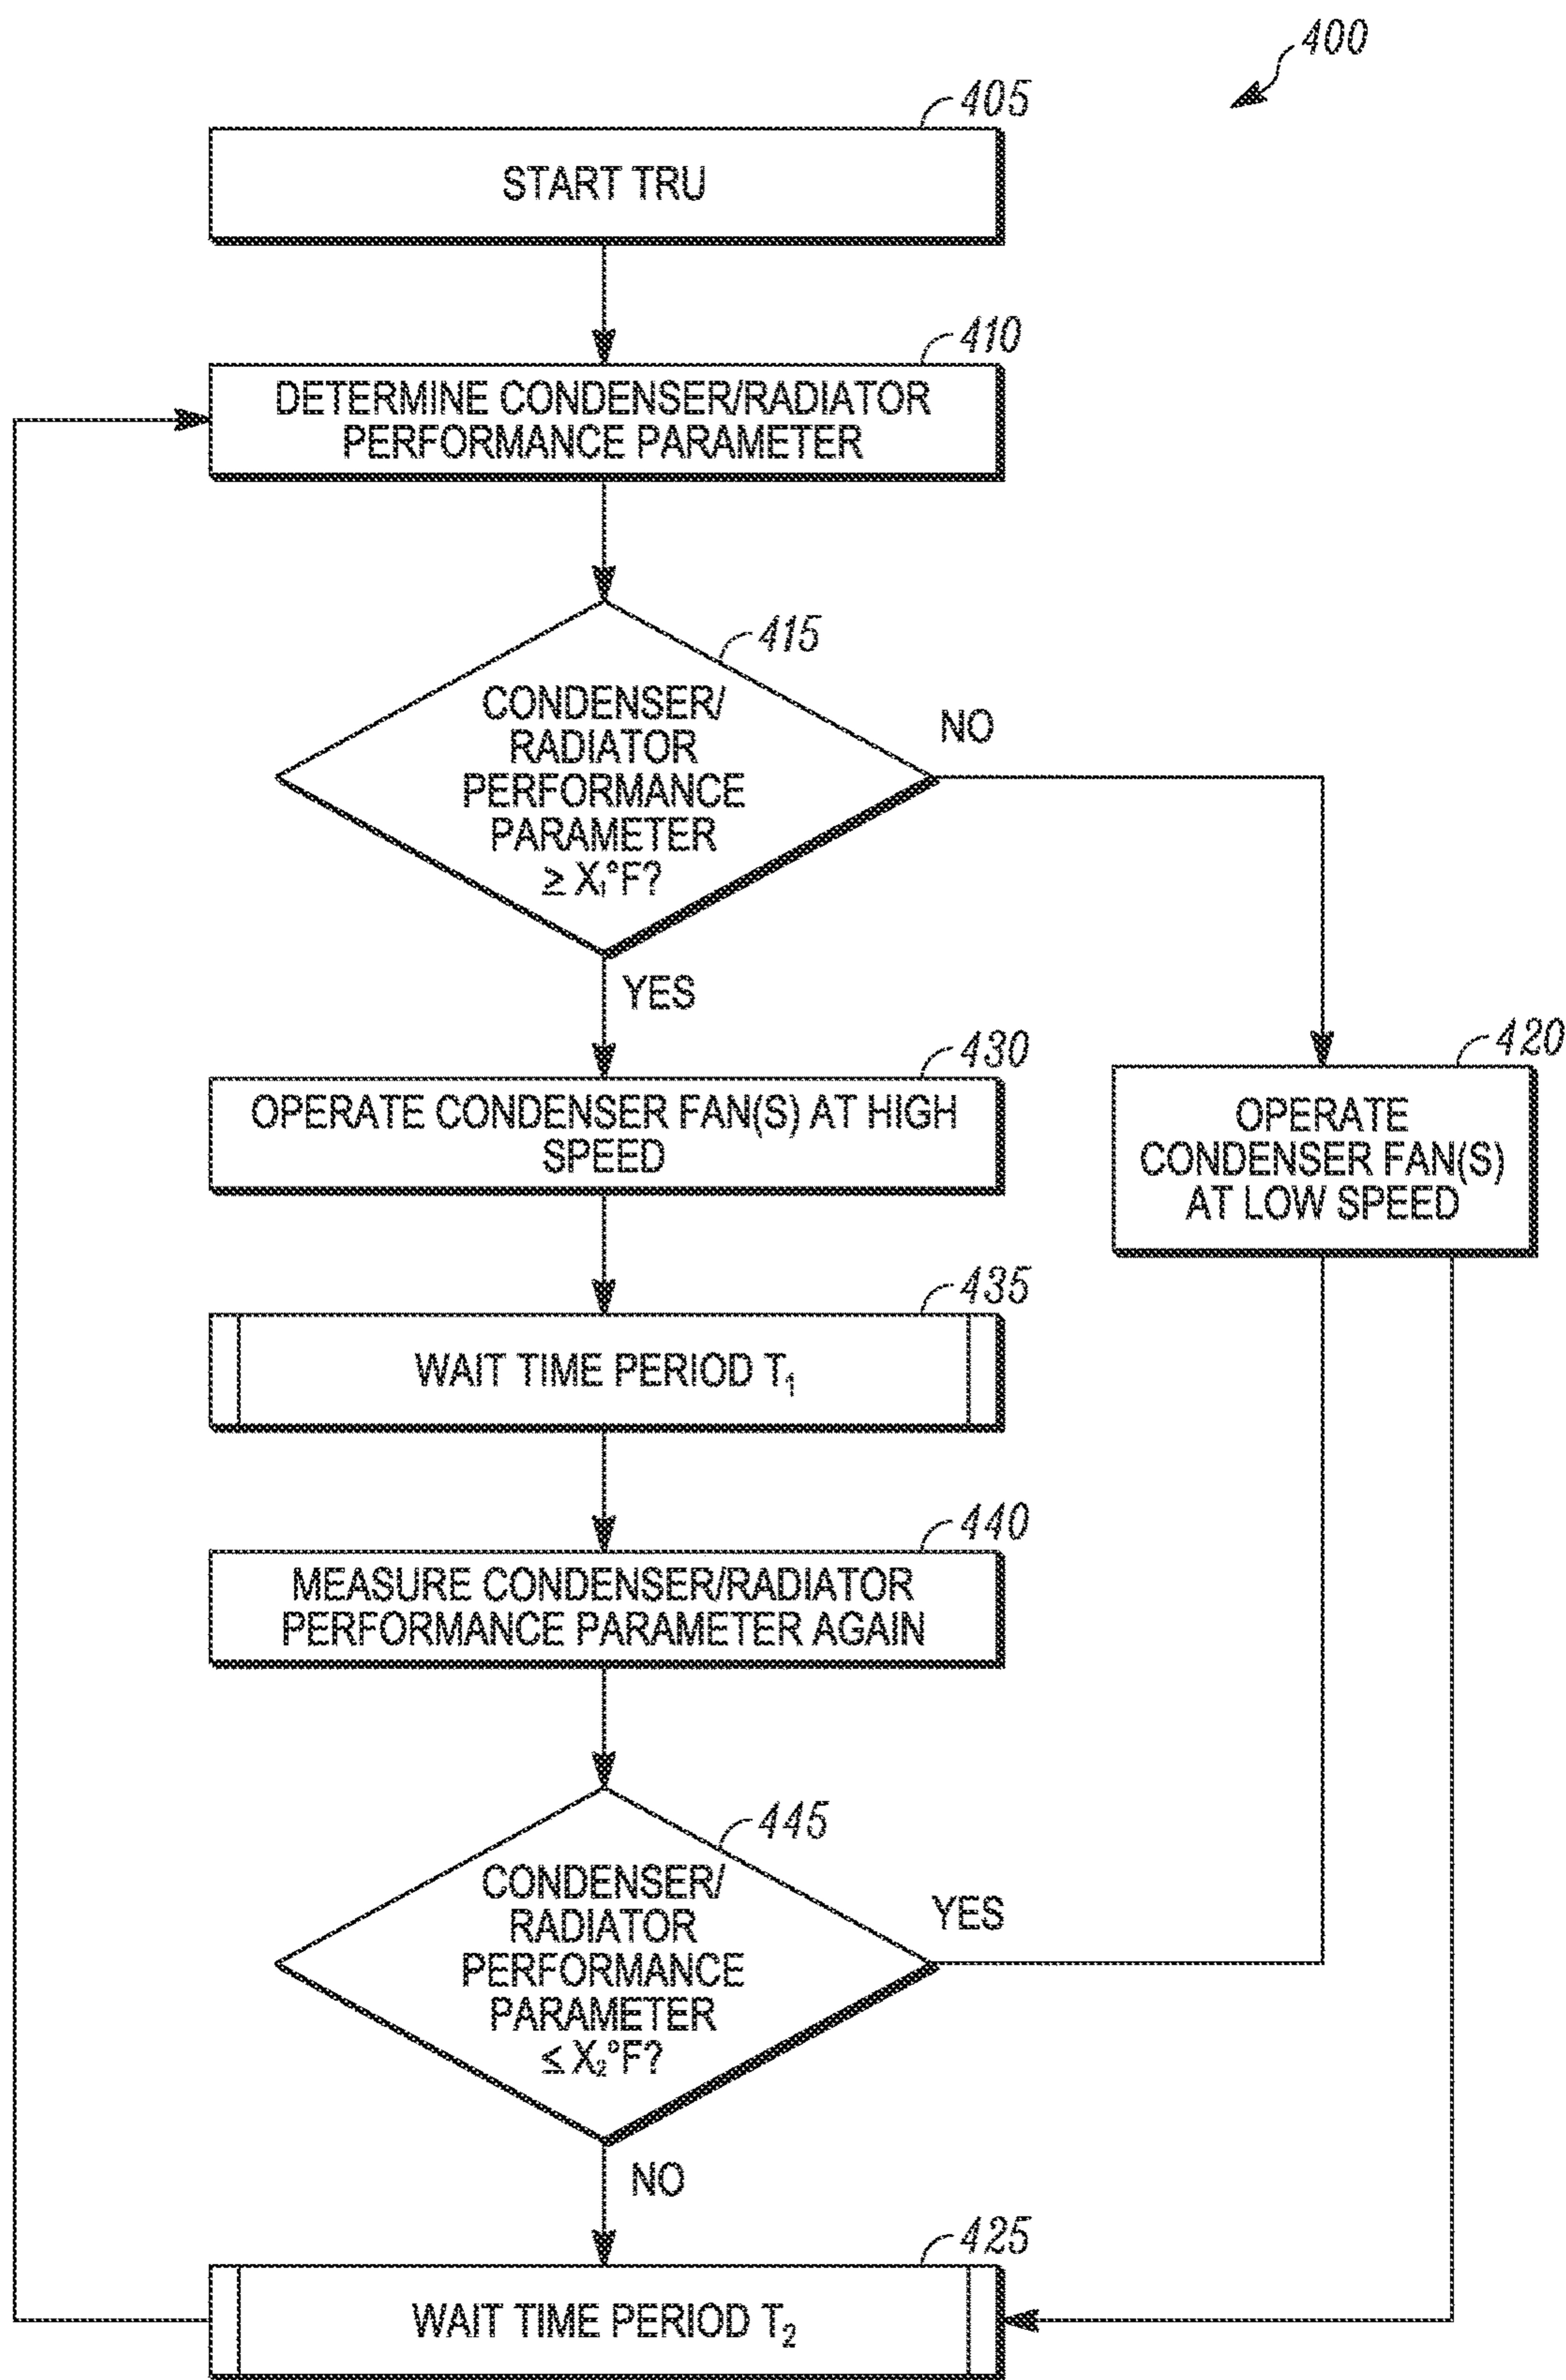 400
405
START TRU
410
DETERMINE CONDENSER/RADIATOR
PERFORMANCE PARAMETER
415
CONDENSER/
RADIATOR
PERFORMANCE
PARAMETER
≥ X₁°F?
NO
YES
430
OPERATE CONDENSER FAN(S) AT HIGH
SPEED
420
OPERATE
CONDENSER FAN(S)
AT LOW SPEED
435
WAIT TIME PERIOD T₁
440
MEASURE CONDENSER/RADIATOR
PERFORMANCE PARAMETER AGAIN
445
CONDENSER/
RADIATOR
PERFORMANCE
PARAMETER
≤ X₂°F?
YES
NO
425
WAIT TIME PERIOD T₂